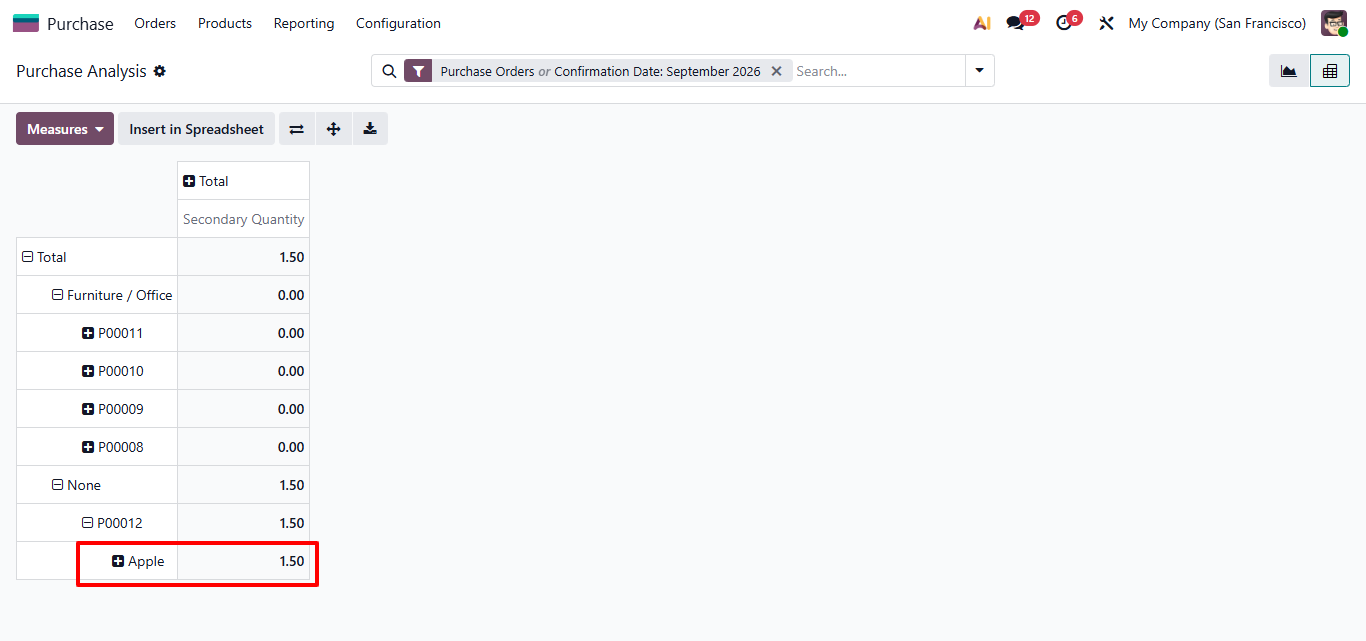 Purchase Orders Products Reporting Configuration AI 12 6 My Company (San Francisco)
Purchase Analysis Purchase Orders or Confirmation Date: September 2026 Search...
Measures Insert in Spreadsheet
Total
Secondary Quantity
Total 1.50
Furniture / Office 0.00
P00011 0.00
P00010 0.00
P00009 0.00
P00008 0.00
None 1.50
P00012 1.50
Apple 1.50